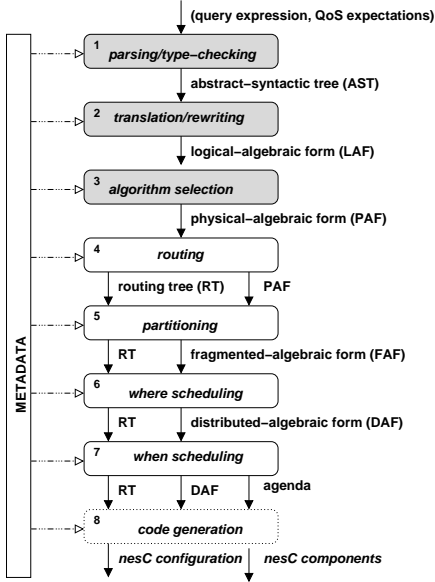 (query expression, QoS expectations)
1
parsing/type−checking
abstract−syntactic tree (AST)
2
translation/rewriting
logical−algebraic form (LAF)
3
algorithm selection
physical−algebraic form (PAF)
4
routing
routing tree (RT) PAF
5
partitioning
RT fragmented−algebraic form (FAF)
METADATA
6
where scheduling
RT distributed−algebraic form (DAF)
7
when scheduling
RT DAF agenda
8
code generation
nesC configuration nesC components